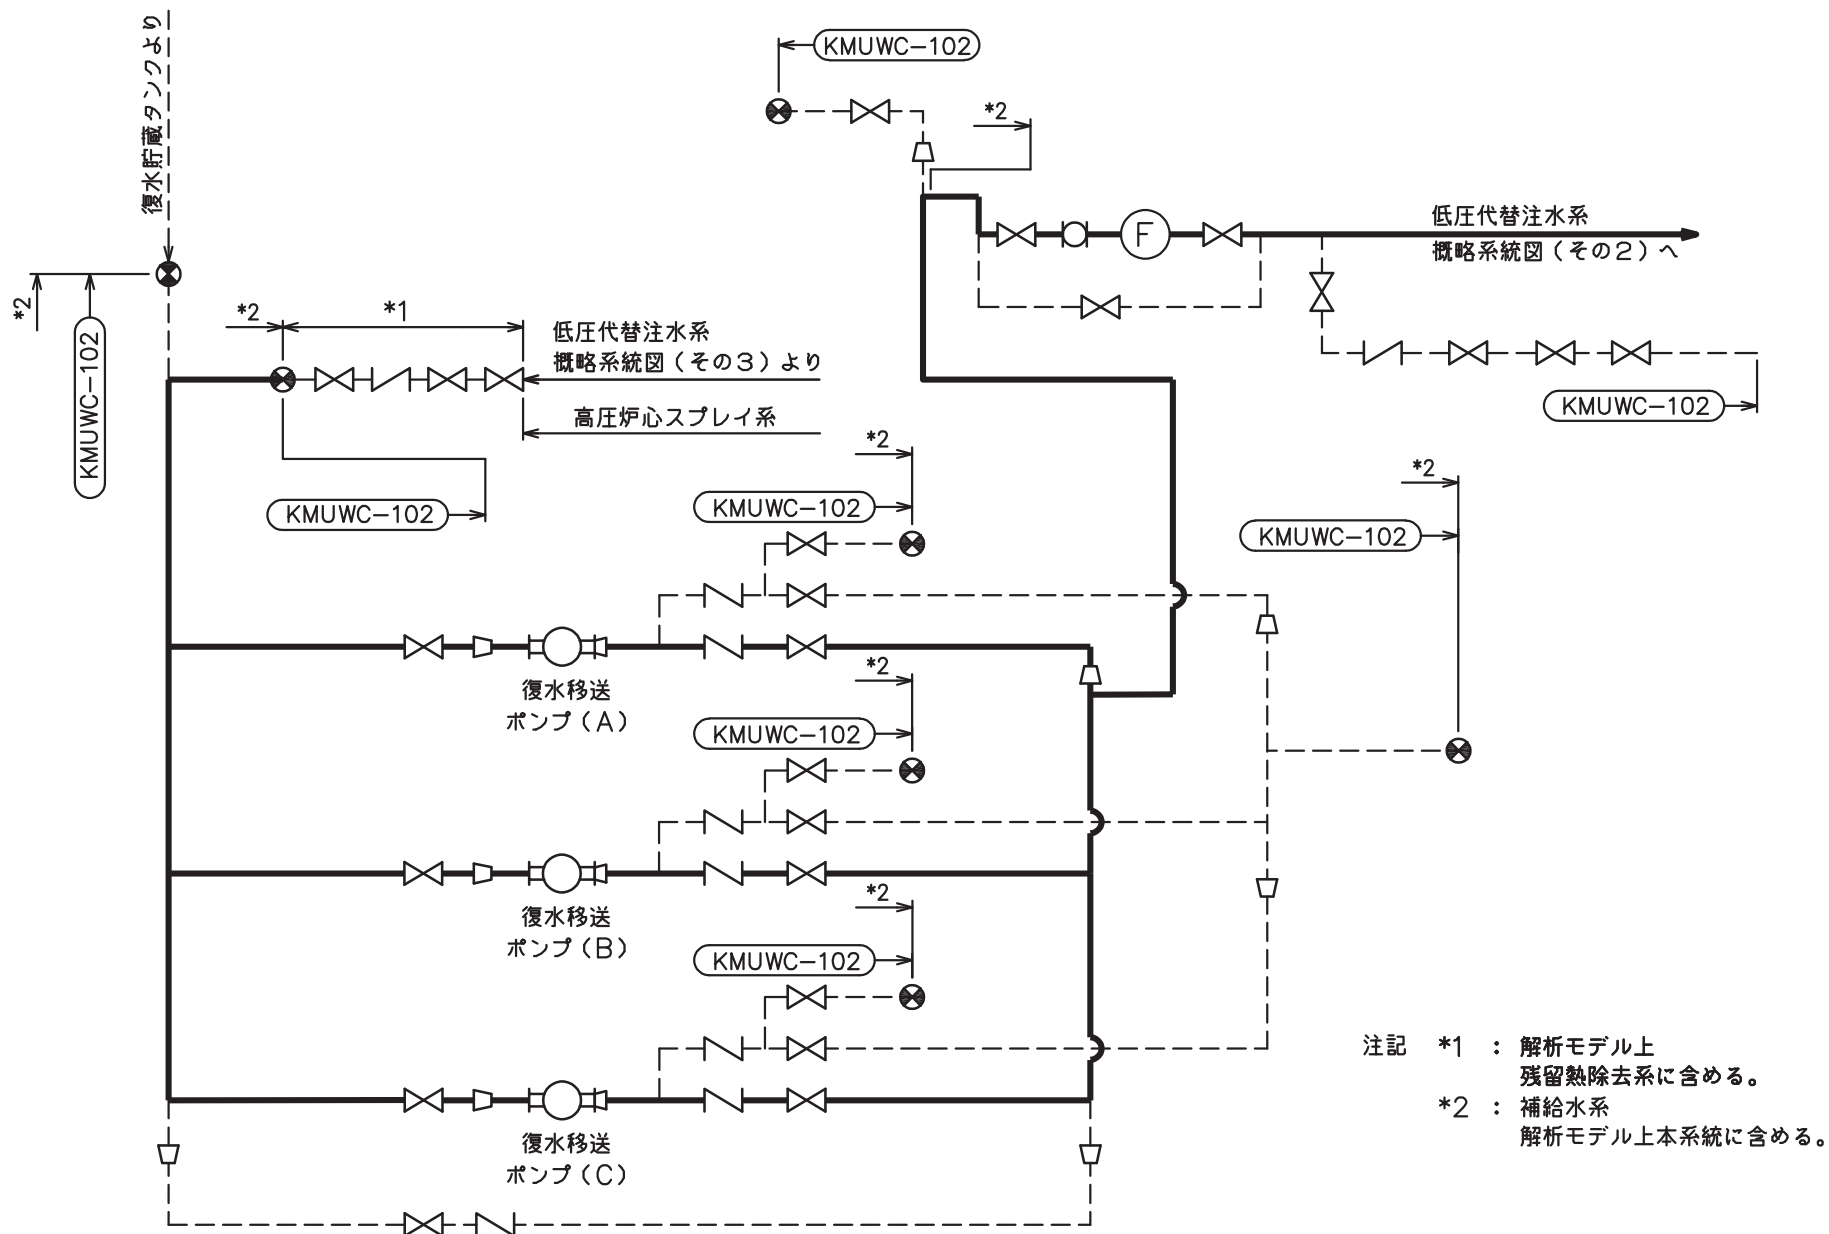 復水貯蔵タンクより
KMUWC-102
*2
低圧代替注水系
概略系統図(その2)へ
*2
KMUWC-102
*2
*1
低圧代替注水系
概略系統図(その3)より
高圧炉心スプレイ系
KMUWC-102
KMUWC-102
*2
KMUWC-102
*2
KMUWC-102
復水移送
ポンプ(A)
*2
KMUWC-102
復水移送
ポンプ(B)
*2
KMUWC-102
復水移送
ポンプ(C)
F
注記 *1 : 解析モデル上
残留熱除去系に含める。
*2 : 補給水系
解析モデル上本系統に含める。